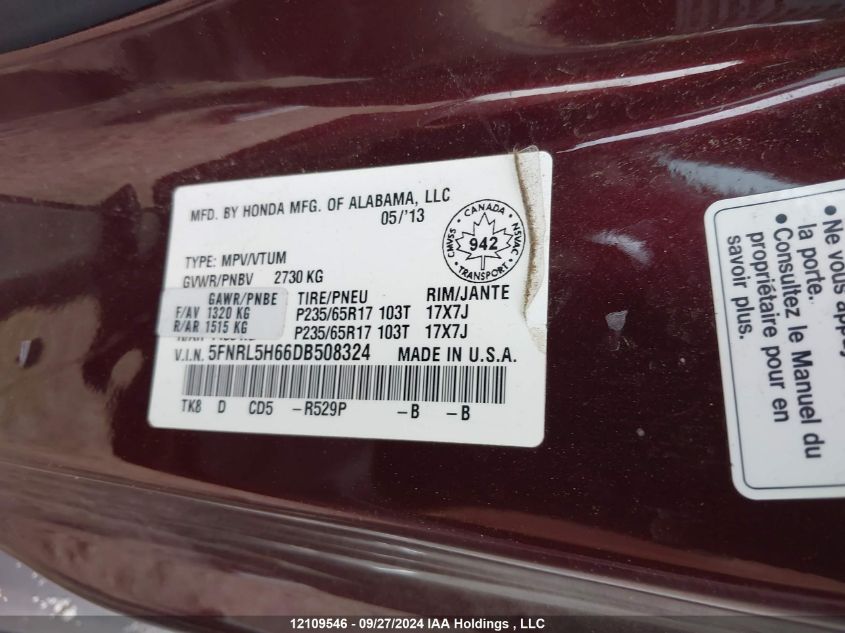 MFD. BY HONDA MFG. OF ALABAMA, LLC
05/'13
CANADA
CMVSS 942 NSVAC
TRANSPORT
TYPE: MPV/VTUM
GVWR/PNBV 2730 KG
GAWR/PNBE TIRE/PNEU RIM/JANTE
F/AV 1320 KG P235/65R17 103T 17X7J
R/AR 1515 KG P235/65R17 103T 17X7J
V.I.N. 5FNRL5H66DB508324 MADE IN U.S.A.
TK8 D CD5 -R529P -B -B
•Ne vous
la porte.
•Consultez le Manuel du
propriétaire pour en
savoir plus.
12109546 - 09/27/2024 IAA Holdings , LLC